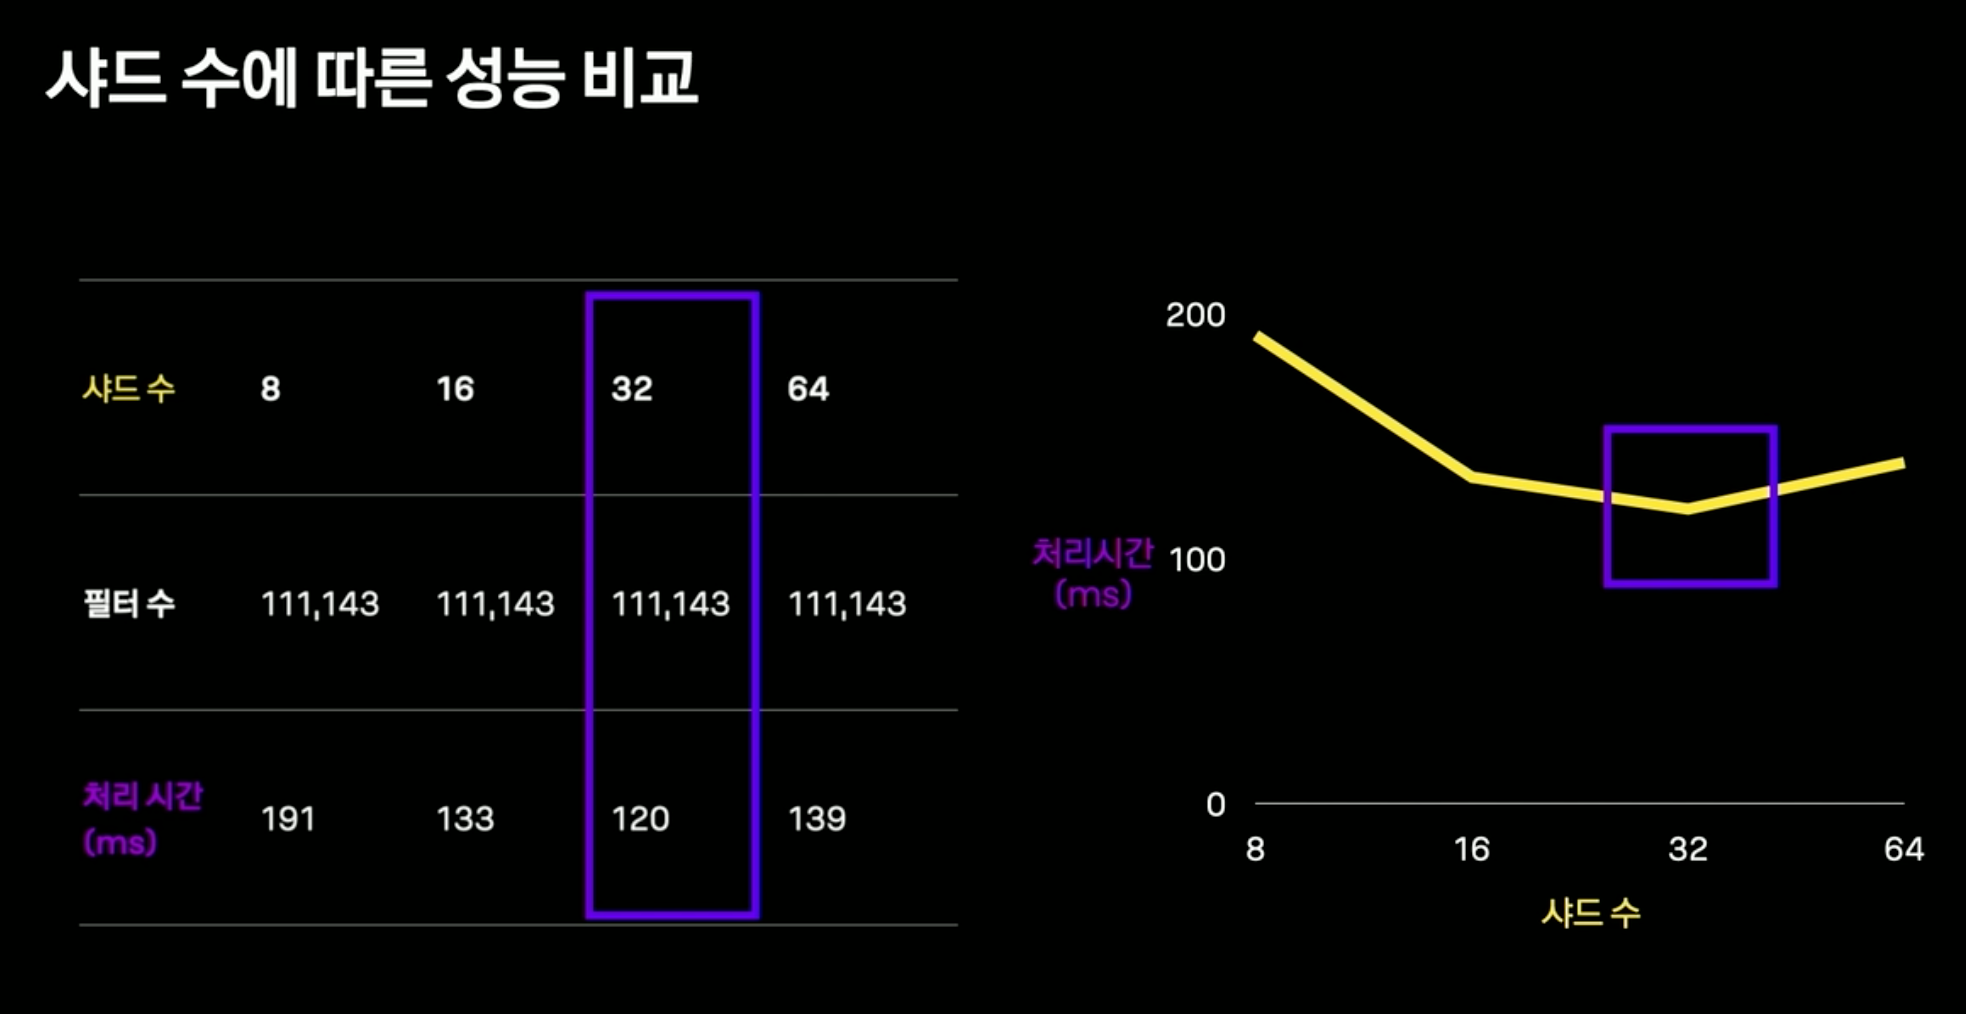 샤드 수에 따른 성능 비교
샤드 수 8 16 32 64
필터 수 111,143 111,143 111,143 111,143
처리 시간
(ms) 191 133 120 139
200
처리시간
(ms)
100
0
8 16 32 64
샤드 수